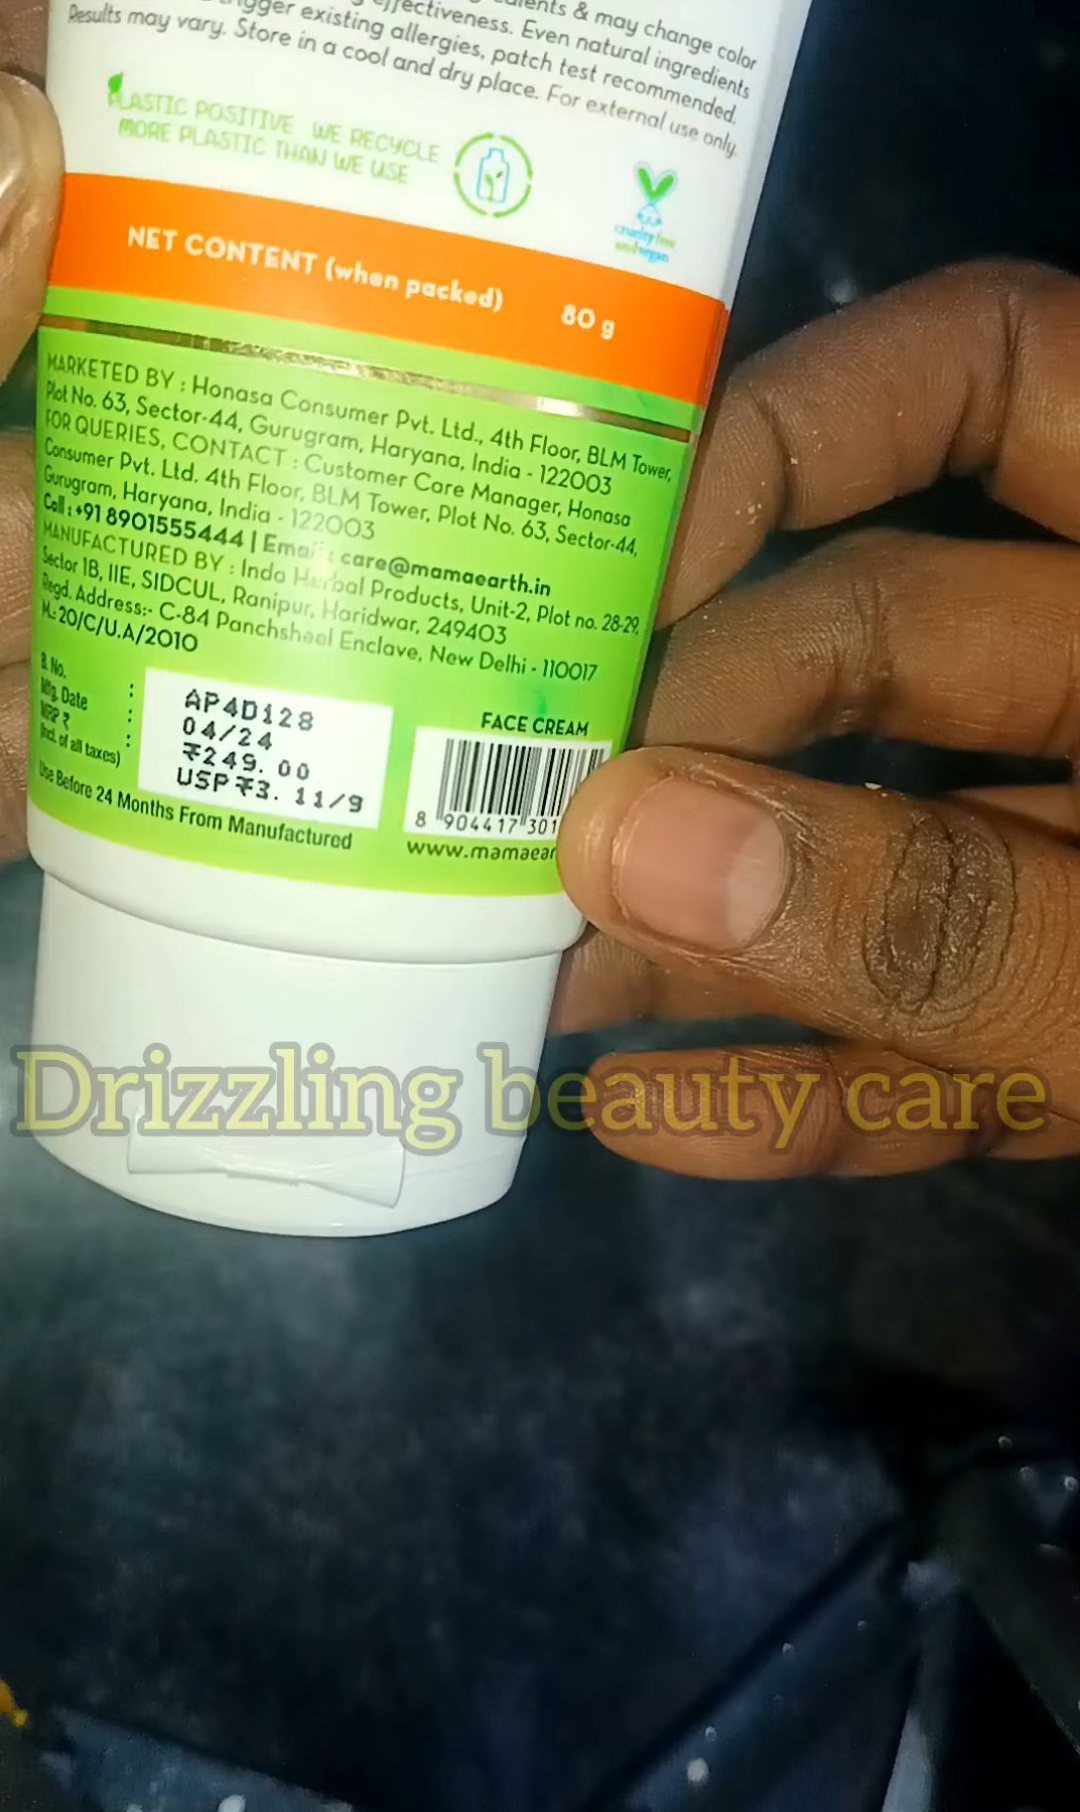 & may change color
effectiveness. Even natural ingredients
existing allergies, patch test recommended.
Results may vary. Store in a cool and dry place. For external use only.
PLASTIC POSITIVE WE RECYCLE
MORE PLASTIC THAN WE USE
cruelty free
and vegan
NET CONTENT (when packed) 80 g
MARKETED BY : Honasa Consumer Pvt. Ltd., 4th Floor, BLM Tower,
Plot No. 63, Sector-44, Gurugram, Haryana, India - 122003
FOR QUERIES, CONTACT : Customer Care Manager, Honasa
Consumer Pvt. Ltd. 4th Floor, BLM Tower, Plot No. 63, Sector-44,
Gurugram, Haryana, India - 122003
Call : +91 8901555444 | Email : care@mamaearth.in
MANUFACTURED BY : Indo Herbal Products, Unit-2, Plot no. 28-29,
Sector 1B, IIE, SIDCUL, Ranipur, Haridwar, 249403
Regd. Address:- C-84 Panchsheel Enclave, New Delhi - 110017
M.: 20/C/U.A/2010
B. No. : AP4D128
Mfg. Date : 04/24
MRP ₹ : ₹249.00
(Incl. of all taxes) USP ₹3.11/g
Use Before 24 Months From Manufactured
FACE CREAM
8 904417 301
www.mamaear
Drizzling beauty care